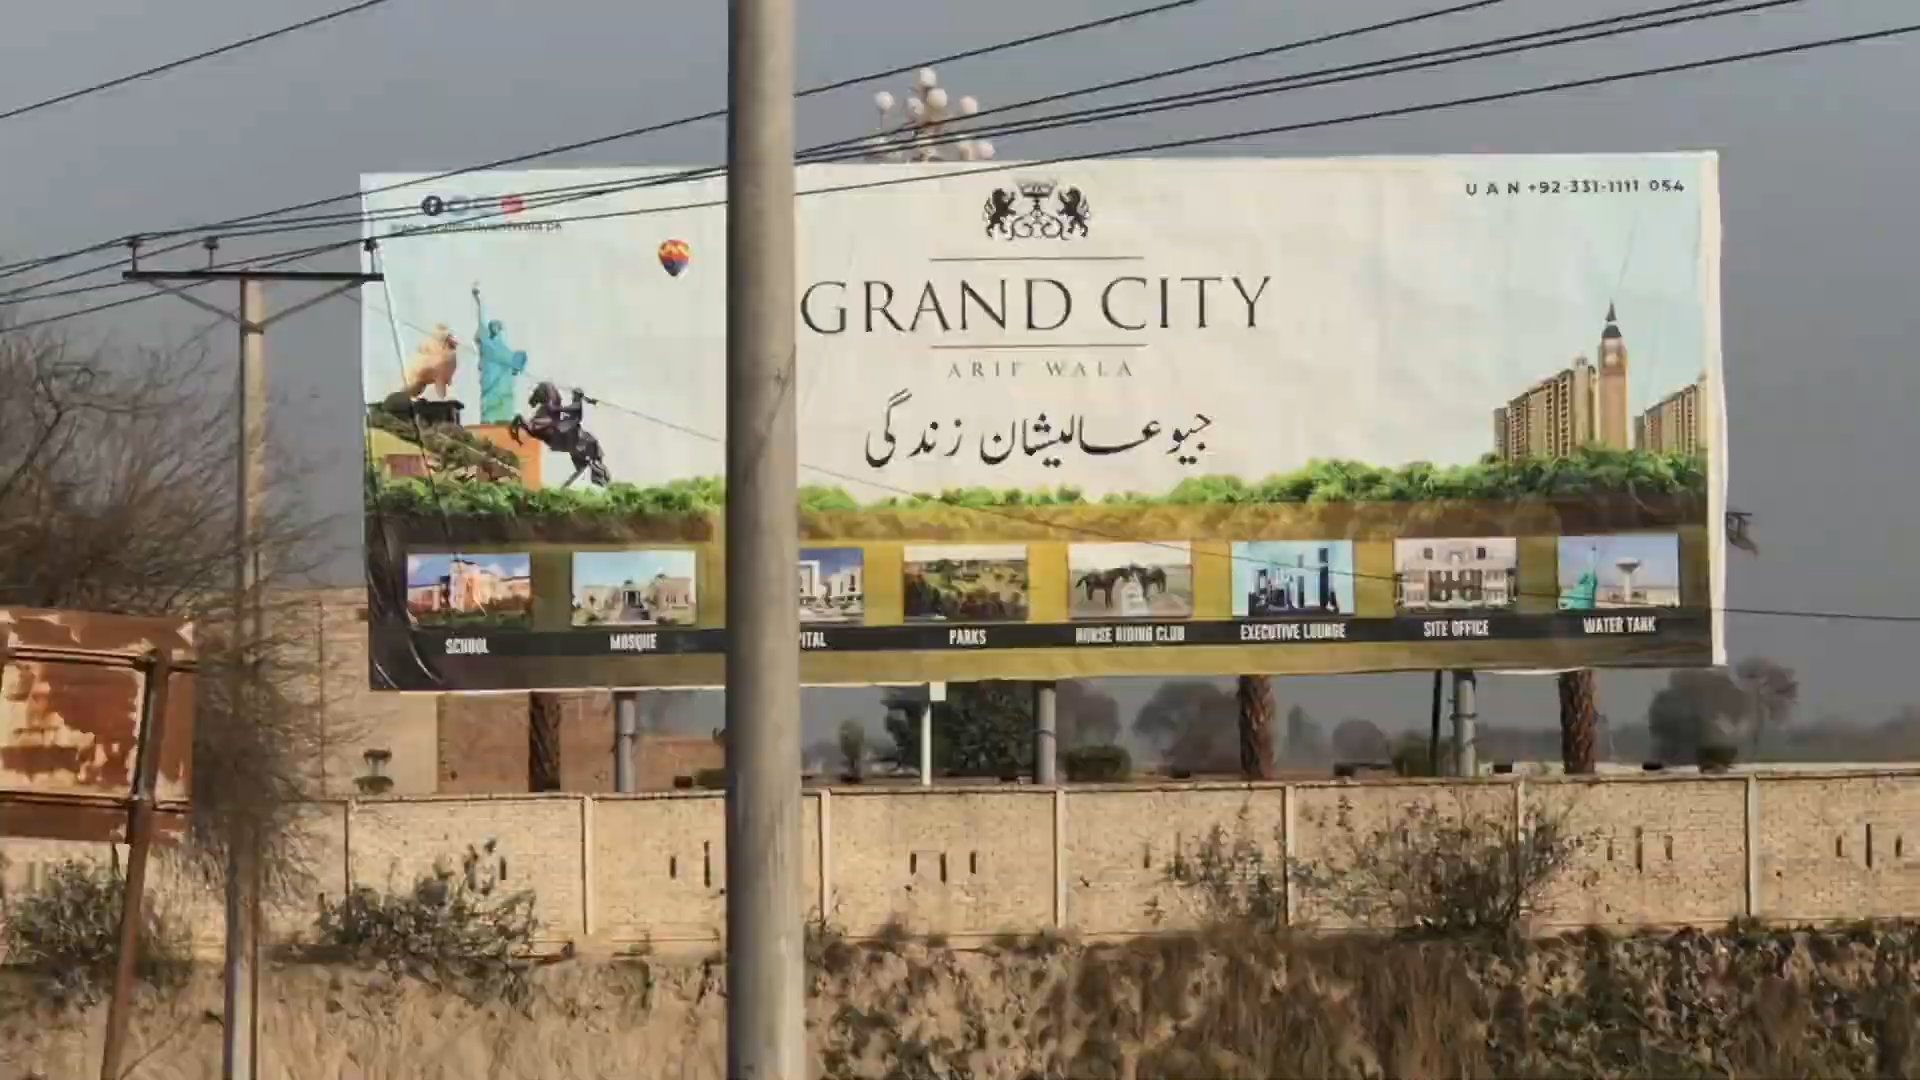 UAN +92-331-1111 054
GRAND CITY
ARIF WALA
جیو عالیشان زندگی
SCHOOL
MOSQUE
PITAL
PARKS
HORSE RIDING CLUB
EXECUTIVE LOUNGE
SITE OFFICE
WATER TANK